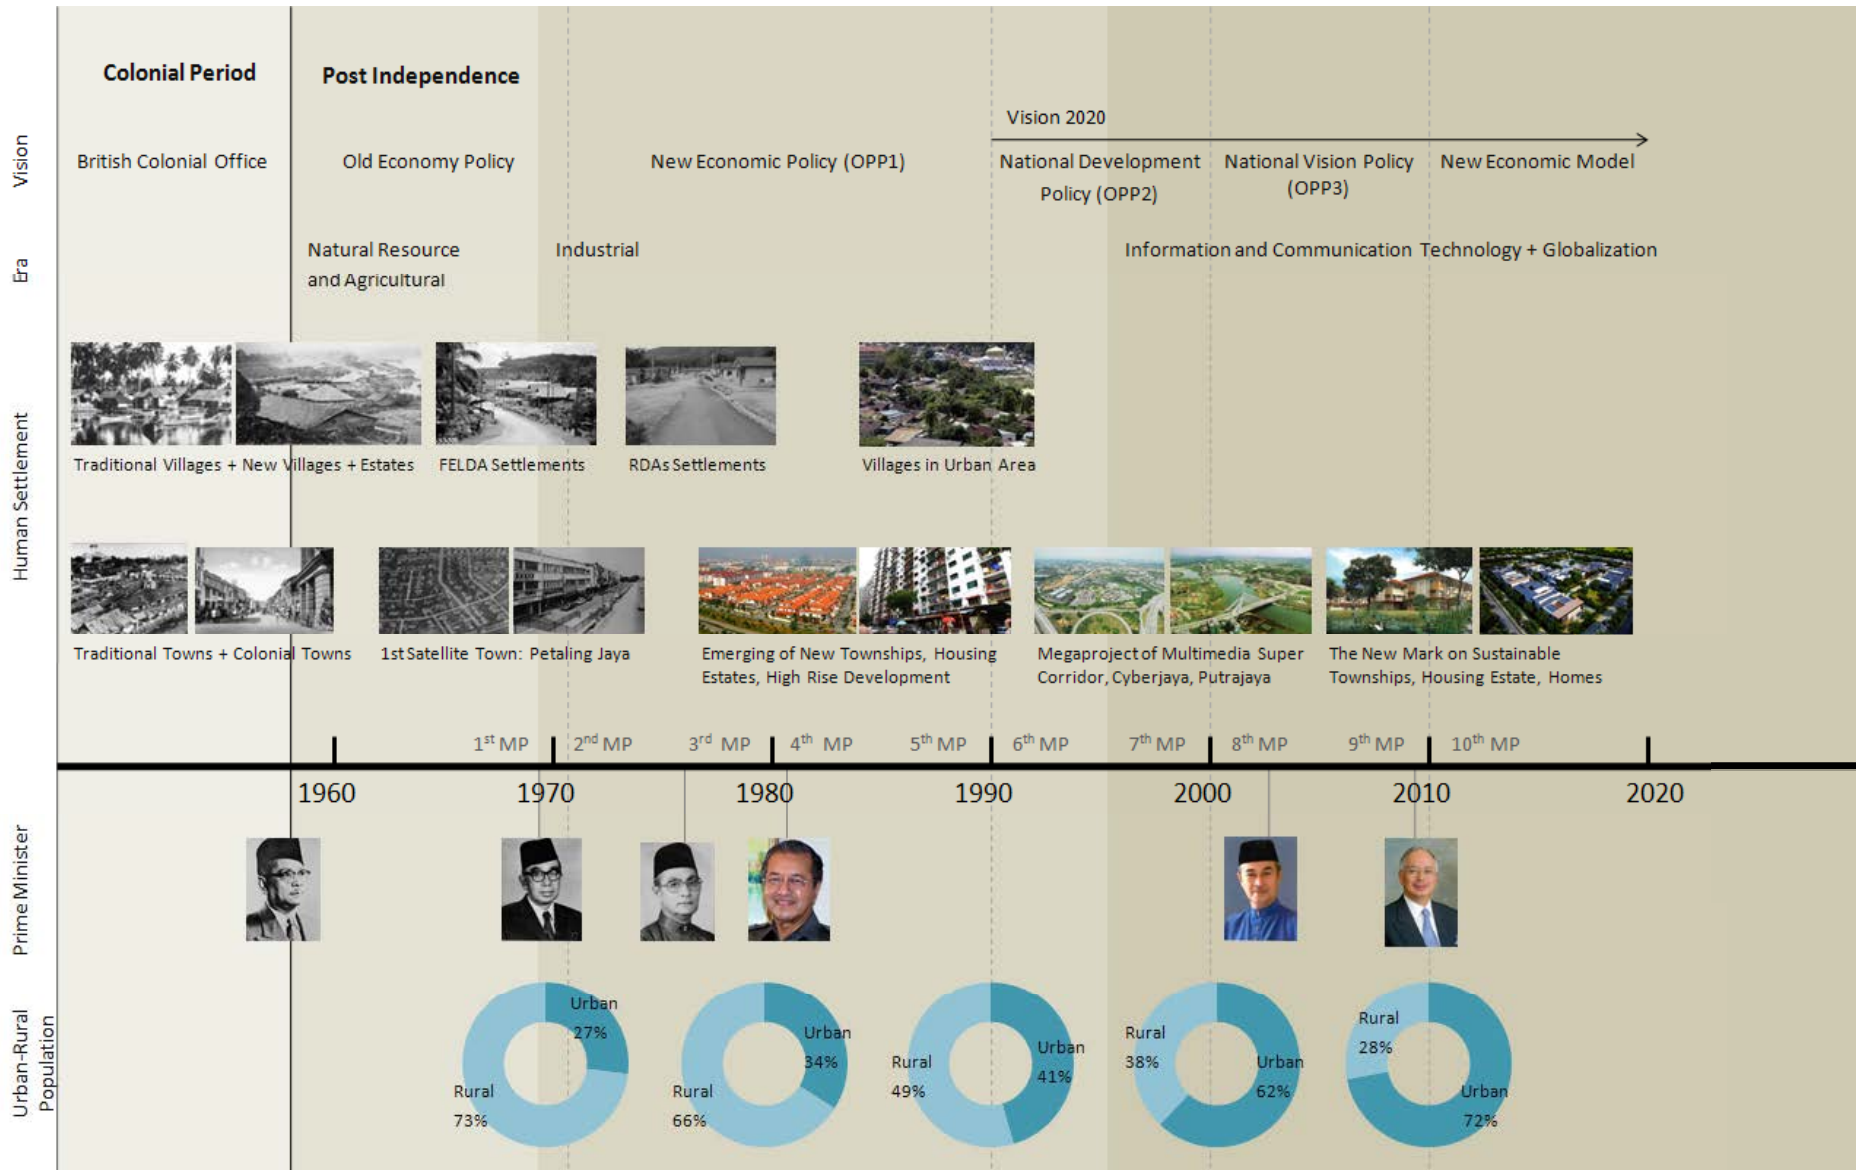 Colonial Period
Post Independence
Vision 2020
Vision
British Colonial Office
Old Economy Policy
New Economic Policy (OPP1)
National Development
Policy (OPP2)
National Vision Policy
(OPP3)
New Economic Model
Era
Natural Resource
and Agricultural
Industrial
Information and Communication Technology + Globalization
Human Settlement
Traditional Villages + New Villages + Estates
FELDA Settlements
RDAs Settlements
Villages in Urban Area
Traditional Towns + Colonial Towns
1st Satellite Town: Petaling Jaya
Emerging of New Townships, Housing
Estates, High Rise Development
Megaproject of Multimedia Super
Corridor, Cyberjaya, Putrajaya
The New Mark on Sustainable
Townships, Housing Estate, Homes
1st MP
2nd MP
3rd MP
4th MP
5th MP
6th MP
7th MP
8th MP
9th MP
10th MP
1960
1970
1980
1990
2000
2010
2020
Prime Minister
Urban-Rural
Population
Urban
27%
Rural
73%
Urban
34%
Rural
66%
Urban
41%
Rural
49%
Rural
38%
Urban
62%
Rural
28%
Urban
72%